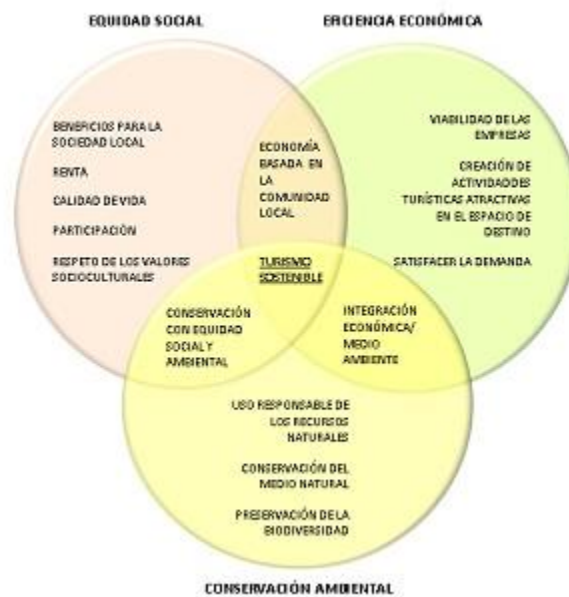 EQUIDAD SOCIAL
EFICIENCIA ECONÓMICA
BENEFICIOS PARA LA
SOCIEDAD LOCAL
RENTA
CALIDAD DE VIDA
PARTICIPACIÓN
RESPETO DE LOS VALORES
SOCIOCULTURALES
ECONOMÍA
BASADA EN
LA
COMUNIDAD
LOCAL
VIABILIDAD DE LAS
EMPRESAS
CREACIÓN DE
ACTIVIDADDES
TURÍSTICAS ATRACTIVAS
EN EL ESPACIO DE
DESTINO
SATISFACER LA DEMANDA
TURISMO
SOSTENIBLE
CONSERVACIÓN
CON EQUIDAD
SOCIAL Y
AMBIENTAL
INTEGRACIÓN
ECONÓMICA/
MEDIO
AMBIENTE
USO RESPONSABLE DE
LOS RECURSOS
NATURALES
CONSERVACIÓN DEL
MEDIO NATURAL
PRESERVACIÓN DE LA
BIODIVERSIDAD
CONSERVACIÓN AMBIENTAL